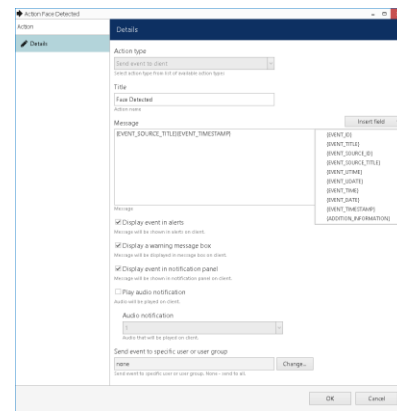 Action Face Detected
Action
Details
Details
Action type
Send event to client
Select action type from list of available action types
Title
Face Detected
Action name
Message
Insert field
{EVENT_SOURCE_TITLE}{EVENT_TIMESTAMP}
{EVENT_ID}
{EVENT_TITLE}
{EVENT_SOURCE_ID}
{EVENT_SOURCE_TITLE}
{EVENT_UTIME}
{EVENT_UDATE}
{EVENT_TIME}
{EVENT_DATE}
{EVENT_TIMESTAMP}
{ADDITION_INFORMATION}
Message
Display event in alerts
Message will be shown in alerts on client.
Display a warning message box
Message will be displayed in message box on client.
Display event in notification panel
Message will be shown in notification panel on client.
Play audio notification
Audio will be played on client.
Audio notification
1
Audio that will be played on client.
Send event to specific user or user group
none
Change...
Send event to specific user or user group. None - send to all.
OK
Cancel